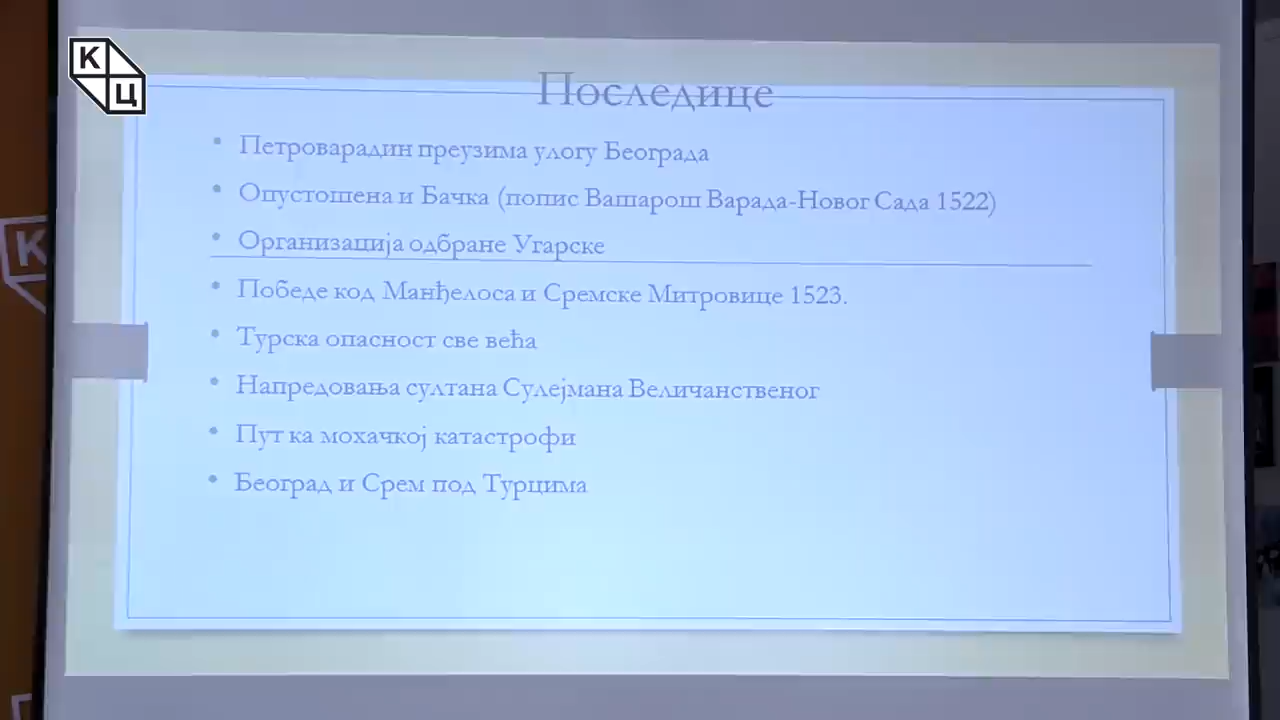 К
Ц
Последице
• Петроварадин преузима улогу Београда
• Опустошена и Бачка (попис Вашарош Варада-Новог Сада 1522)
• Организација одбране Угарске
• Победе код Манђелоса и Сремске Митровице 1523.
• Турска опасност све већа
• Напредовања султана Сулејмана Величанственог
• Пут ка мохачкој катастрофи
• Београд и Срем под Турцима
К